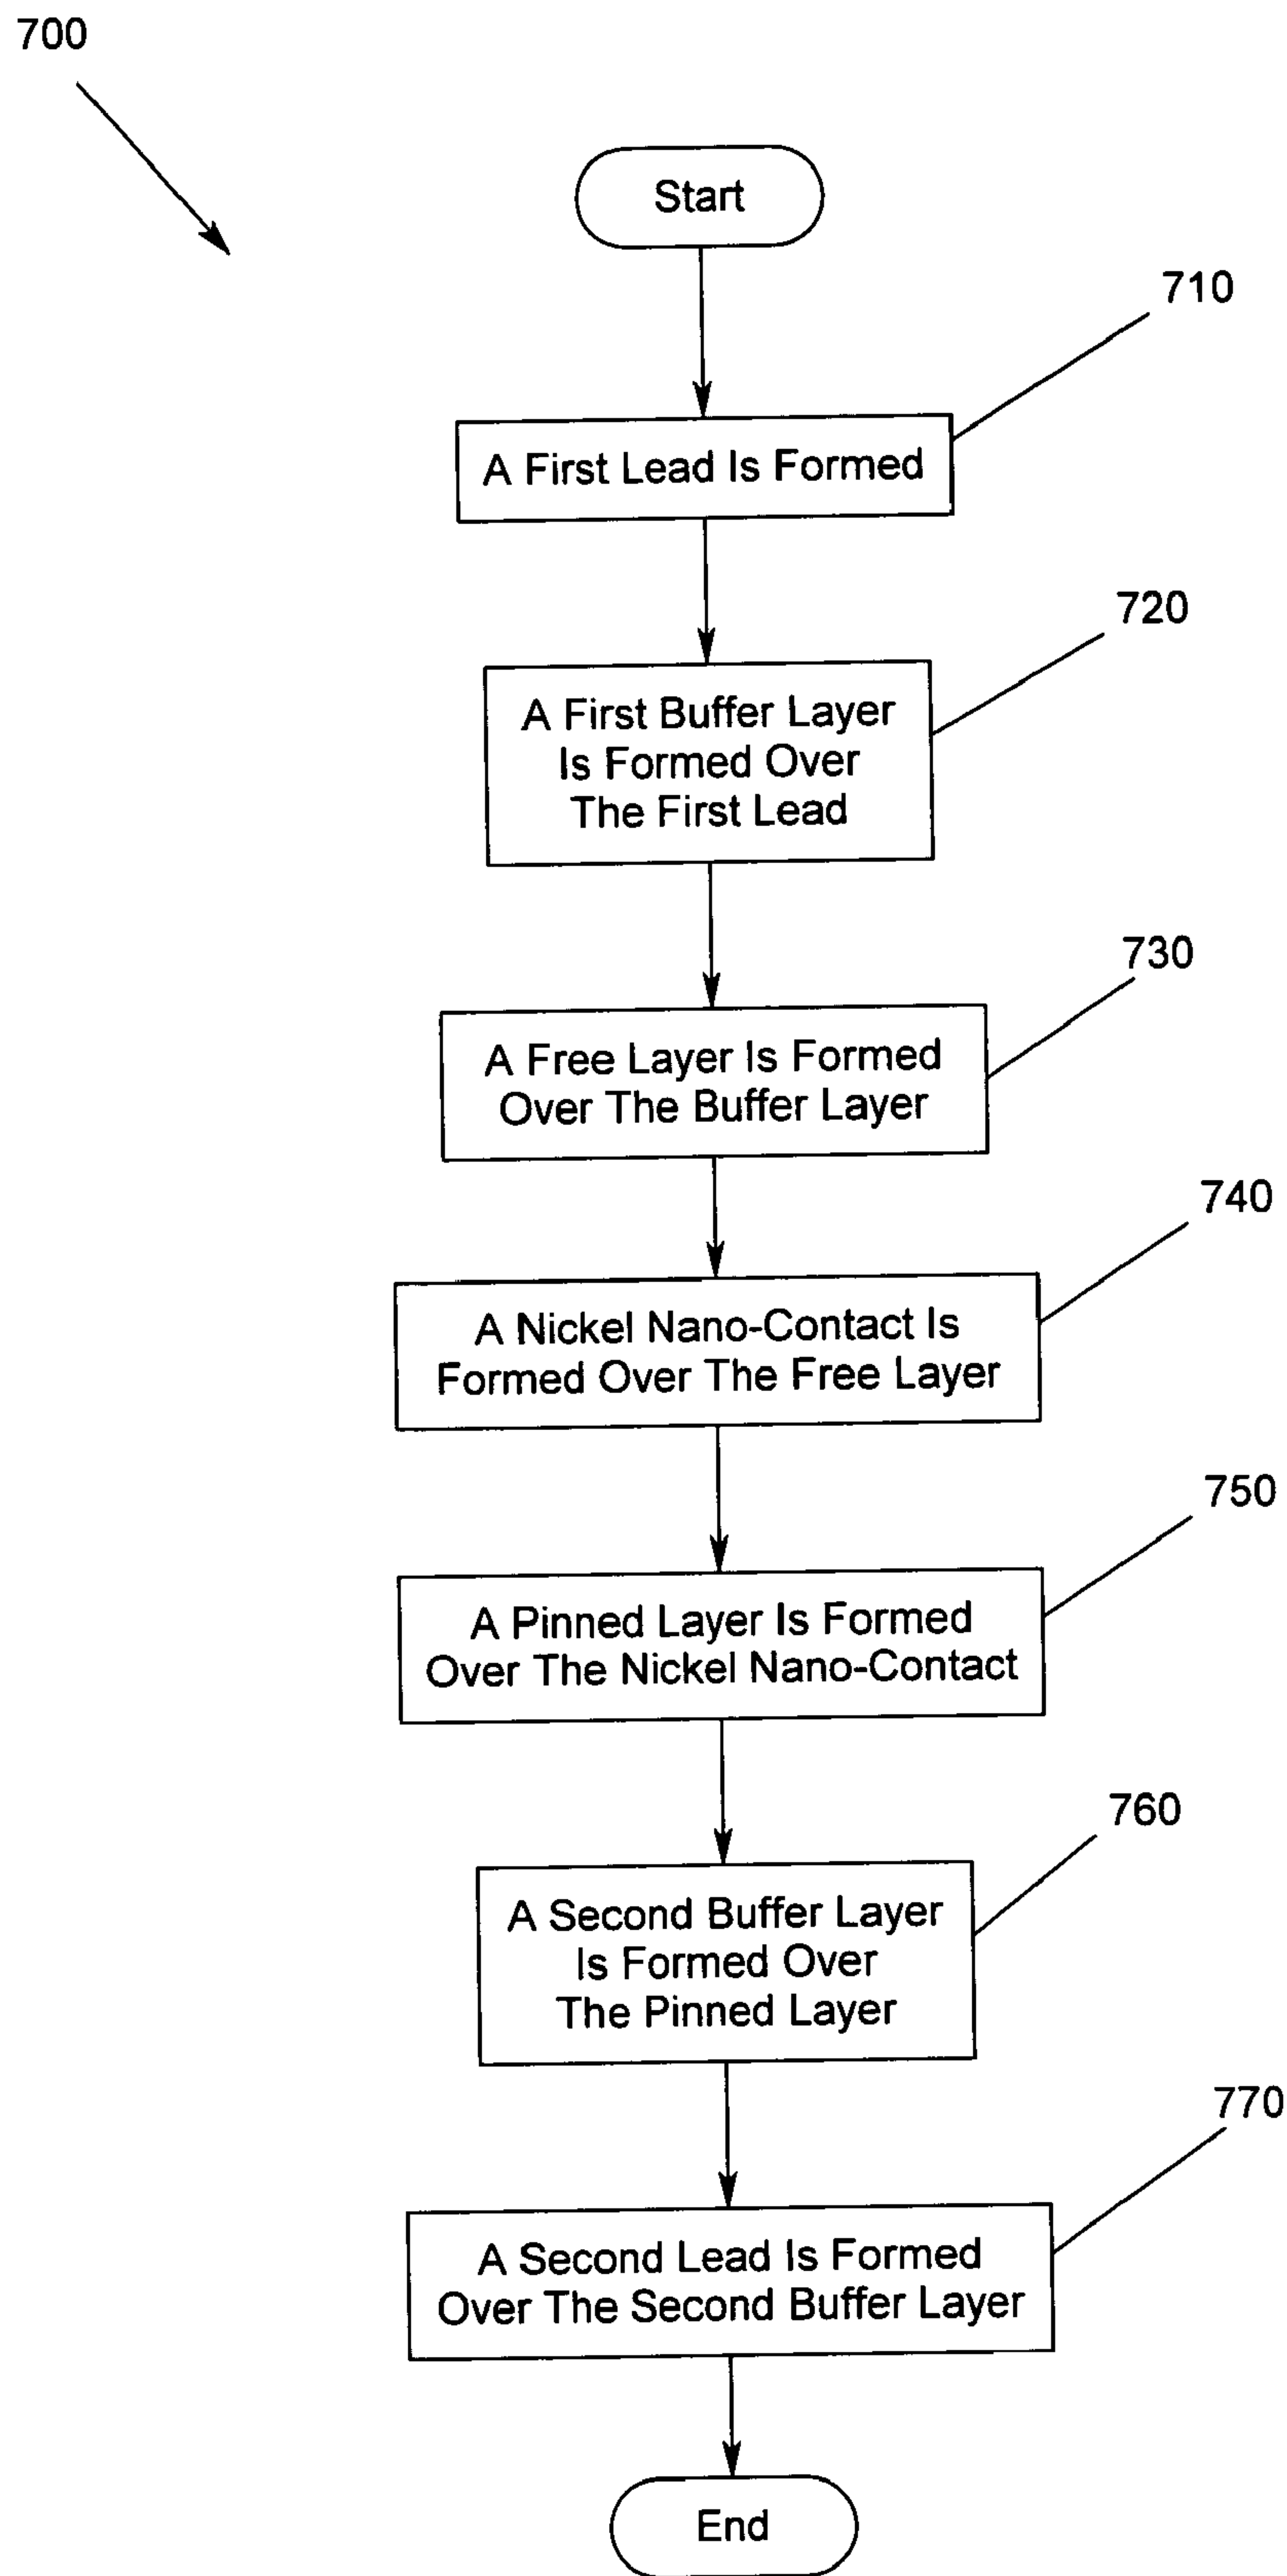 700
Start
710
A First Lead Is Formed
720
A First Buffer Layer
Is Formed Over
The First Lead
730
A Free Layer Is Formed
Over The Buffer Layer
740
A Nickel Nano-Contact Is
Formed Over The Free Layer
750
A Pinned Layer Is Formed
Over The Nickel Nano-Contact
760
A Second Buffer Layer
Is Formed Over
The Pinned Layer
770
A Second Lead Is Formed
Over The Second Buffer Layer
End